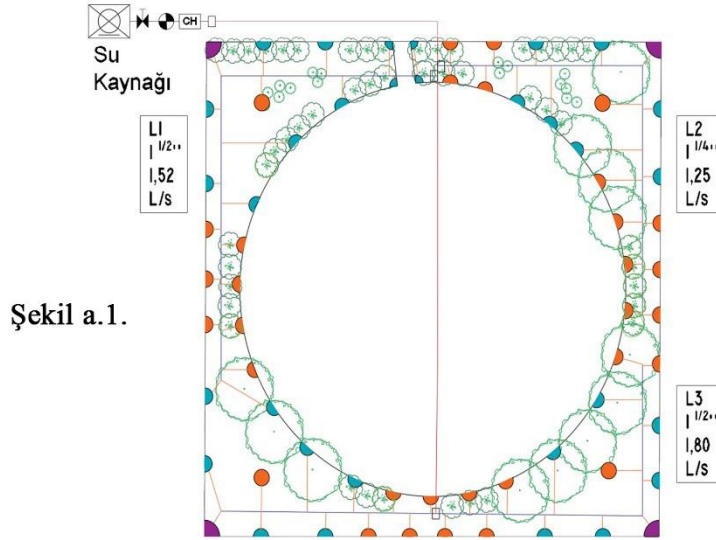 CH
Su
Kaynağı
L1
1 1/2''
1,52
L/s
L2
1 1/4''
1,25
L/s
Şekil a.1.
L3
1 1/2''
1,80
L/s